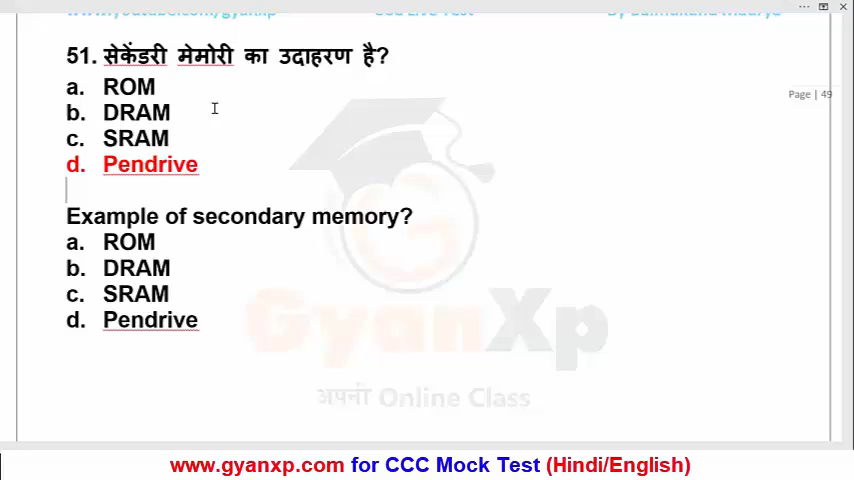 51. सेकेंडरी मेमोरी का उदाहरण है?
Page | 49
a. ROM
b. DRAM
c. SRAM
d. Pendrive
Example of secondary memory?
a. ROM
b. DRAM
c. SRAM
d. Pendrive
GyanXp
अपनी Online Class
www.gyanxp.com for CCC Mock Test (Hindi/English)